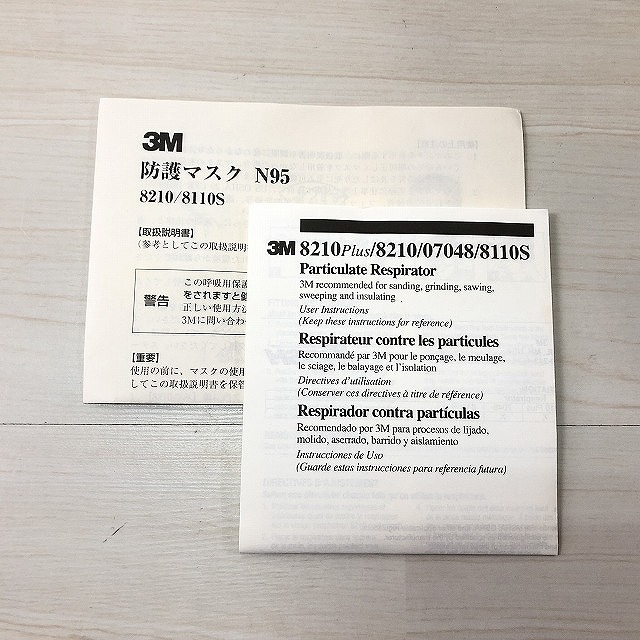 3M
防護マスク N95
8210/8110S
【取扱説明書】
(参考としてこの取扱説明
警告
この呼吸用保護
をされますと
正しい使用方法
3Mに問い合わ
【重要】
使用の前に、マスクの使用
してこの取扱説明書を保管
3M 8210Plus/8210/07048/8110S
Particulate Respirator
3M recommended for sanding, grinding, sawing,
sweeping and insulating
User Instructions
(Keep these instructions for reference)
Respirateur contre les particules
Recommandé par 3M pour le ponçage, le meulage,
le sciage, le balayage et l'isolation
Directives d'utilisation
(Conserver ces directives à titre de référence)
Respirador contra partículas
Recomendado por 3M para procesos de lijado,
molido, aserrado, barrido y aislamiento
Instrucciones de Uso
(Guarde estas instrucciones para referencia futura)